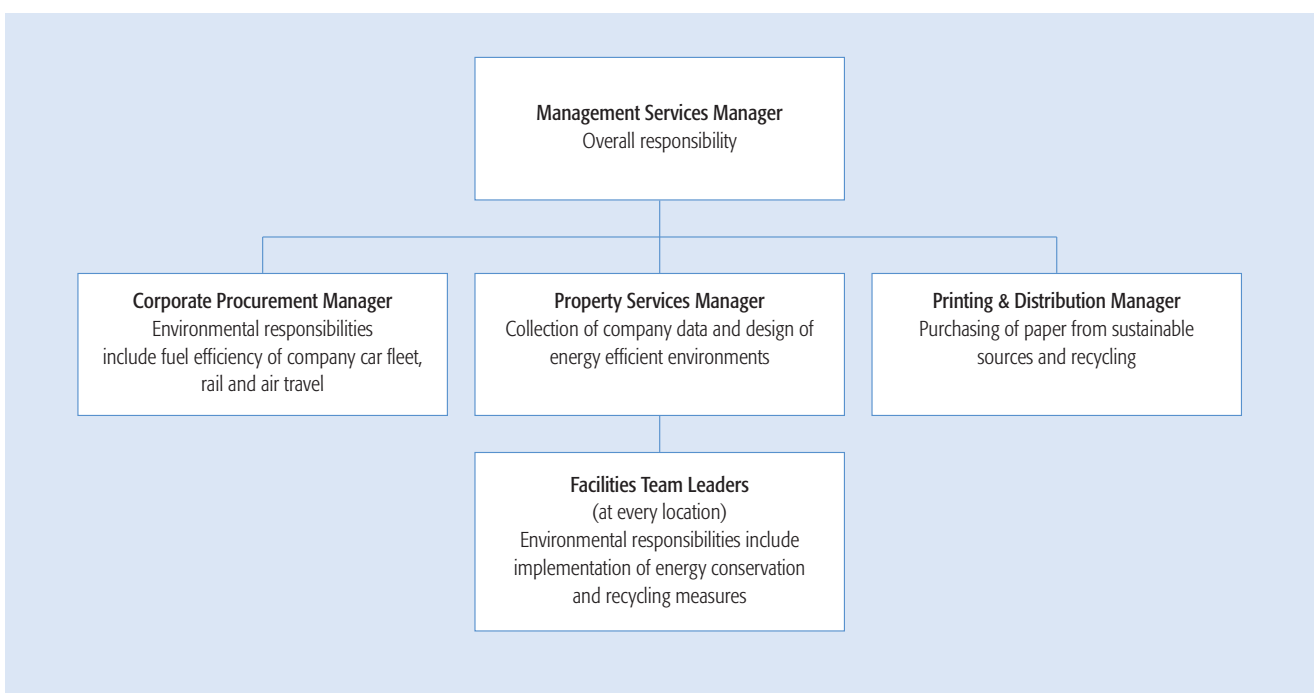 Management Services Manager
Overall responsibility
Corporate Procurement Manager
Environmental responsibilities
include fuel efficiency of company car fleet,
rail and air travel
Property Services Manager
Collection of company data and design of
energy efficient environments
Printing & Distribution Manager
Purchasing of paper from sustainable
sources and recycling
Facilities Team Leaders
(at every location)
Environmental responsibilities include
implementation of energy conservation
and recycling measures